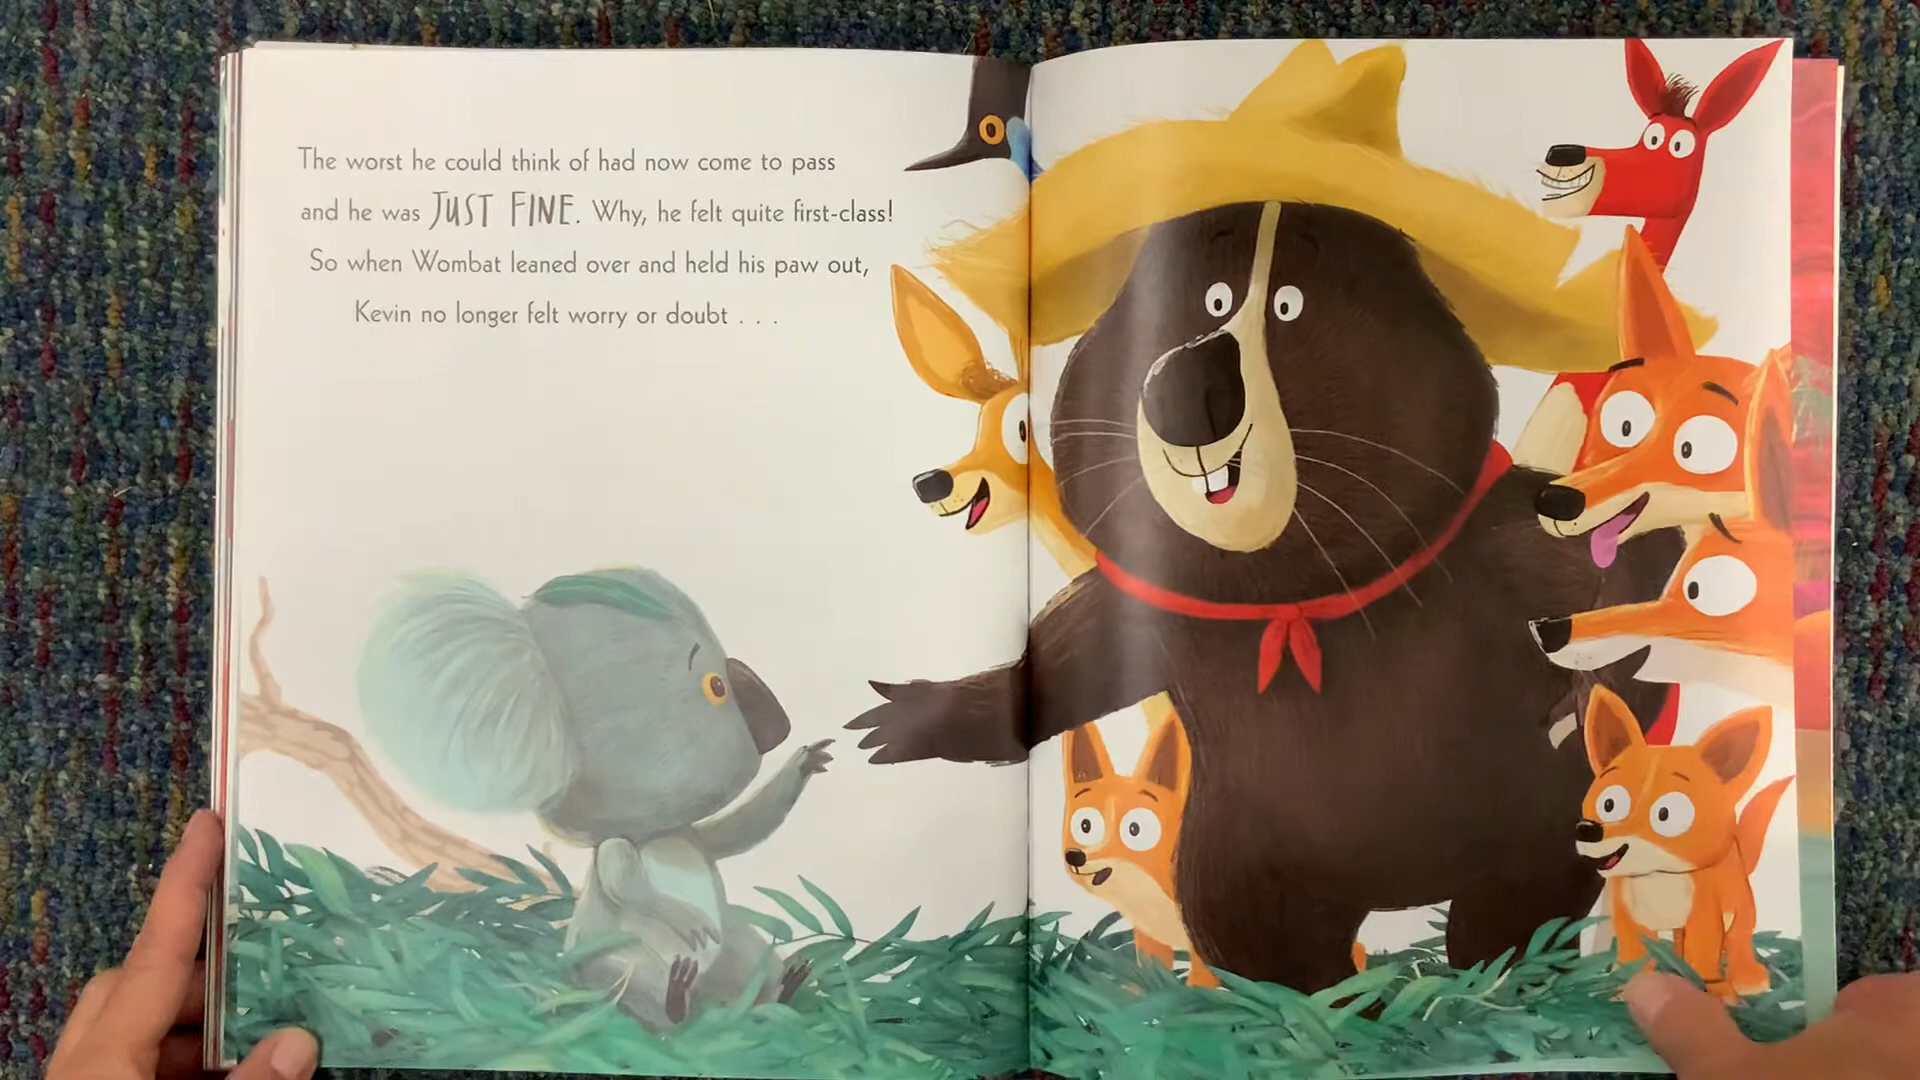 The worst he could think of had now come to pass
and he was JUST FINE. Why, he felt quite first-class!
So when Wombat leaned over and held his paw out,
Kevin no longer felt worry or doubt . . .